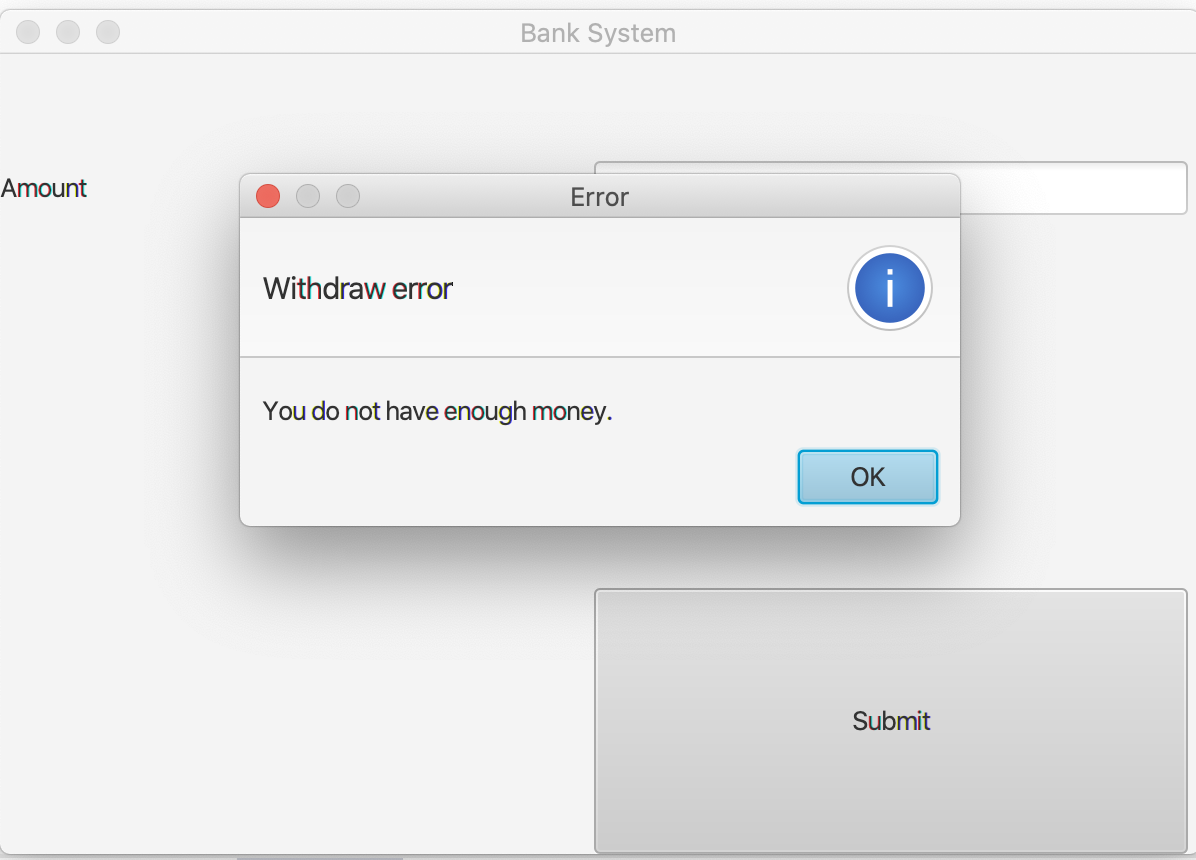 Bank System
Amount
Error
Withdraw error
i
You do not have enough money.
OK
Submit